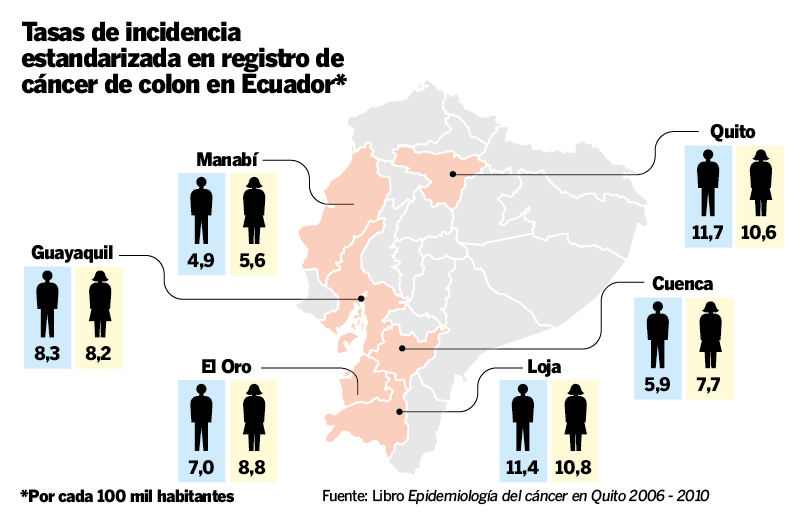 Tasas de incidencia
estandarizada en registro de
cáncer de colon en Ecuador*
Quito
11,7 10,6
Manabí
4,9 5,6
Guayaquil
8,3 8,2
Cuenca
5,9 7,7
El Oro
7,0 8,8
Loja
11,4 10,8
*Por cada 100 mil habitantes
Fuente: Libro Epidemiología del cáncer en Quito 2006 - 2010